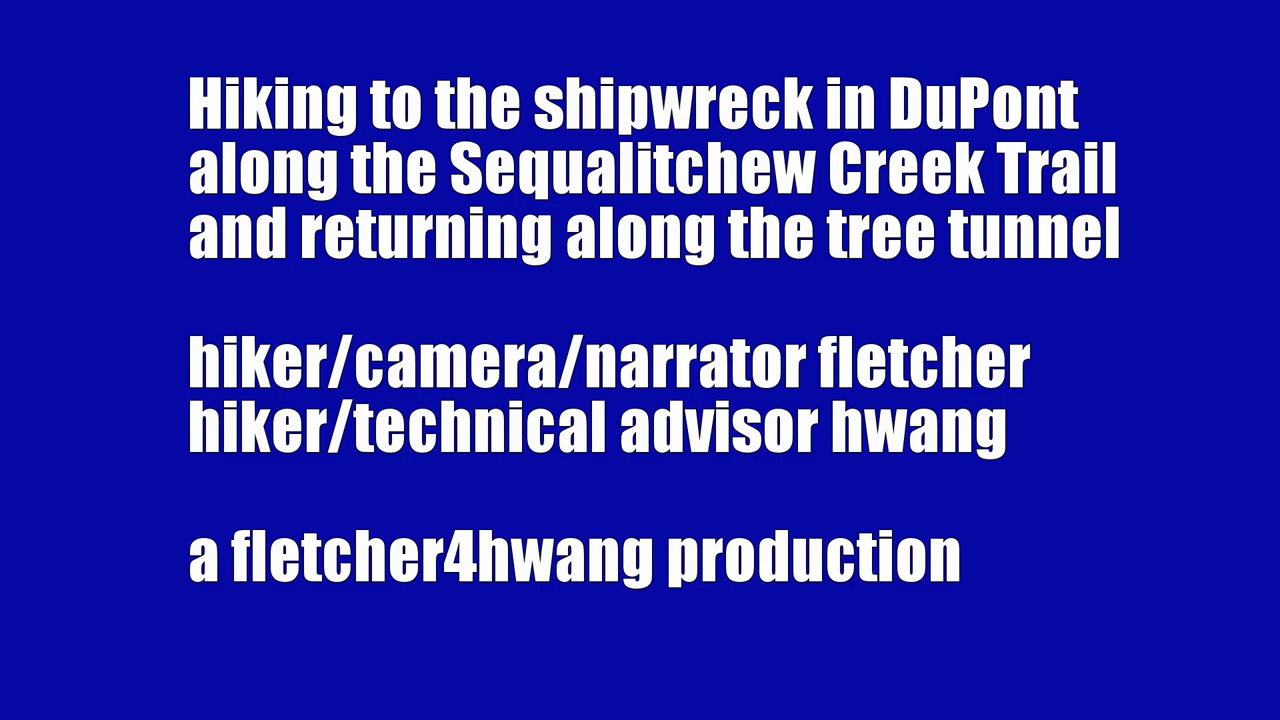 Hiking to the shipwreck in DuPont
along the Sequalitchew Creek Trail
and returning along the tree tunnel
hiker/camera/narrator fletcher
hiker/technical advisor hwang
a fletcher4hwang production